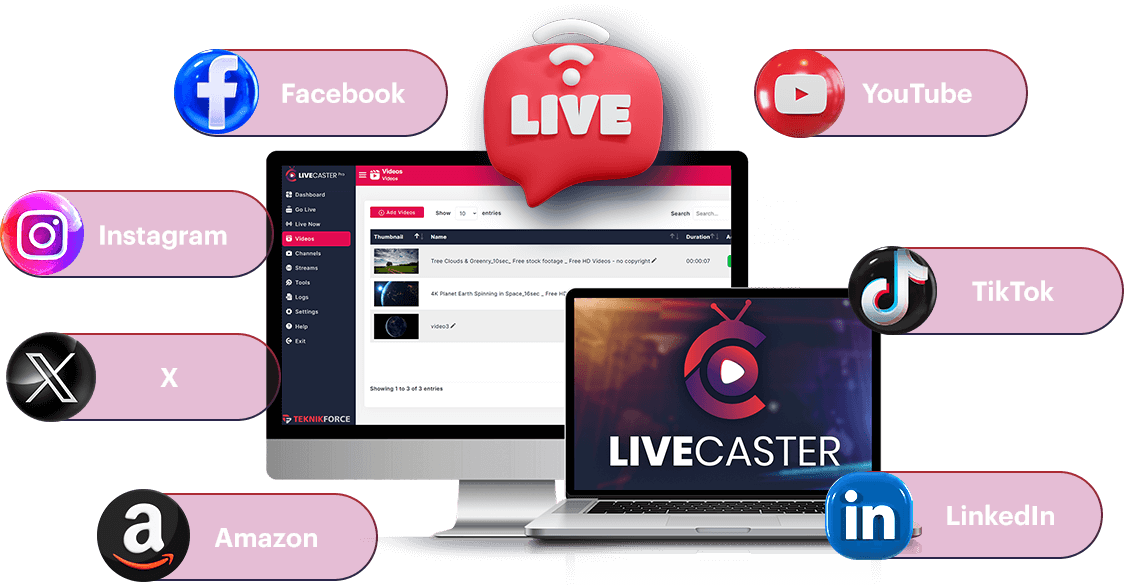 Facebook
LIVE
YouTube
Instagram
X
Amazon
TikTok
LinkedIn
LIVECASTER Pro
Dashboard
Go Live
Live Now
Videos
Channels
Streams
Tools
Logs
Settings
Help
Exit
TEKNIKFORCE
Videos
Videos
Add Videos
Show 10 entries
Search Search...
Thumbnail Name Duration
Tree Clouds & Greenry_10sec_ Free stock footage _ Free HD Videos - no copyright 00:00:07
4K Planet Earth Spinning in Space_16sec _ Free HD
video3
Showing 1 to 3 of 3 entries
LIVECASTER